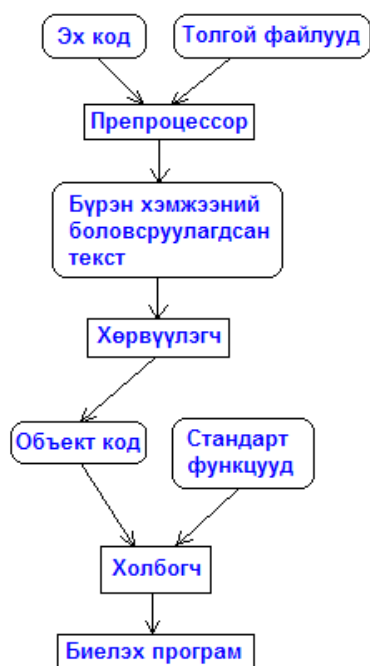 Эх код
Толгой файлууд
Препроцессор
Бүрэн хэмжээний
боловсруулагдсан
текст
Хөрвүүлэгч
Объект код
Стандарт
функцууд
Холбогч
Биелэх програм